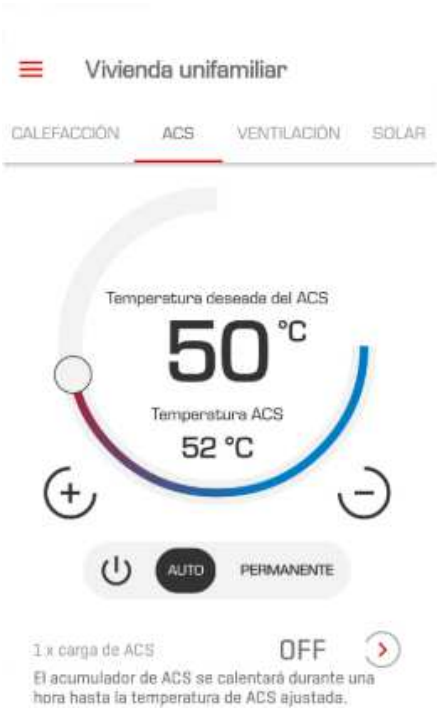 Vivienda unifamiliar
CALEFACCIÓN ACS VENTILACIÓN SOLAR
Temperatura deseada del ACS
50 °C
Temperatura ACS
52 °C
+ −
AUTO PERMANENTE
1 x carga de ACS OFF
El acumulador de ACS se calentará durante una
hora hasta la temperatura de ACS ajustada.